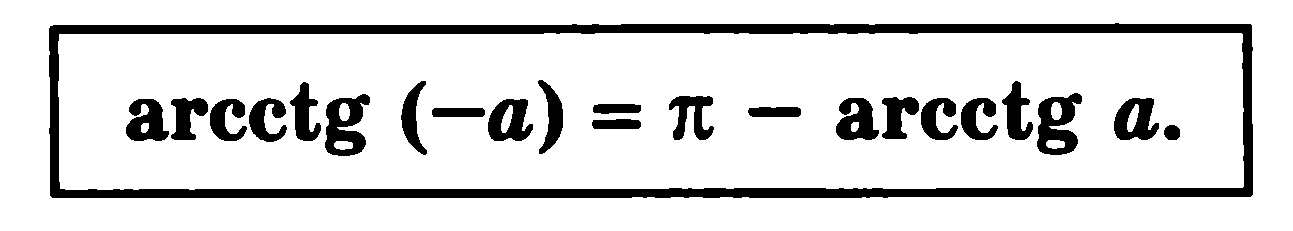 arcctg (−a) = π − arcctg a.